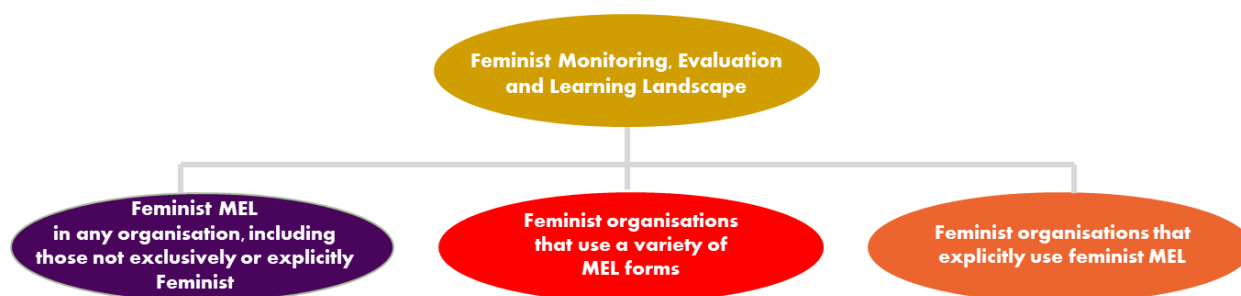 Feminist Monitoring, Evaluation
and Learning Landscape
Feminist MEL
in any organisation, including
those not exclusively or explicitly
Feminist
Feminist organisations
that use a variety of
MEL forms
Feminist organisations that
explicitly use feminist MEL